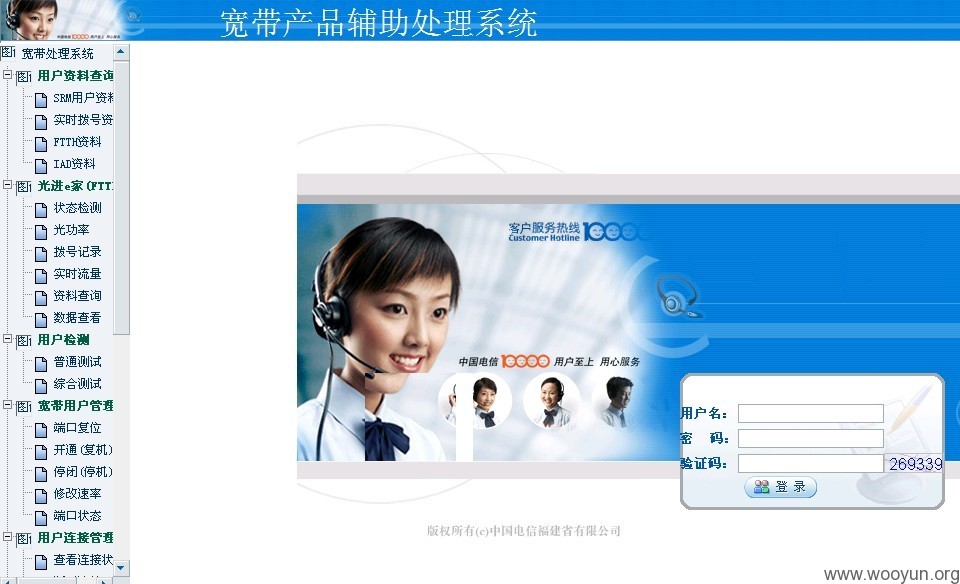 宽带产品辅助处理系统
宽带处理系统
用户资料查询
SRM用户资料
实时拨号资
FTTH资料
IAD资料
光进e家(FTT
状态检测
光功率
拨号记录
实时流量
资料查询
数据查看
用户检测
普通测试
综合测试
宽带用户管理
端口复位
开通(复机)
停闭(停机)
修改速率
端口状态
用户连接管理
查看连接状
客户服务热线 10000
Customer Hotline
中国电信 10000 用户至上 用心服务
用户名：
密 码：
验证码： 269339
登 录
版权所有(c)中国电信福建省有限公司
www.wooyun.org